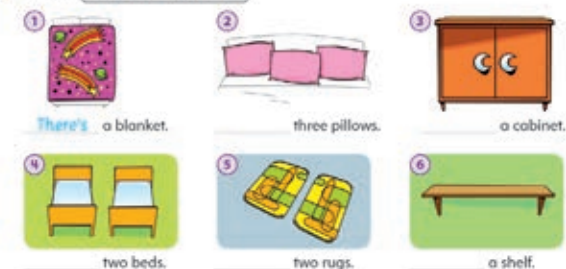 1
2
3
There's a blanket.
three pillows.
a cabinet.
4
5
6
two beds.
two rugs.
a shelf.